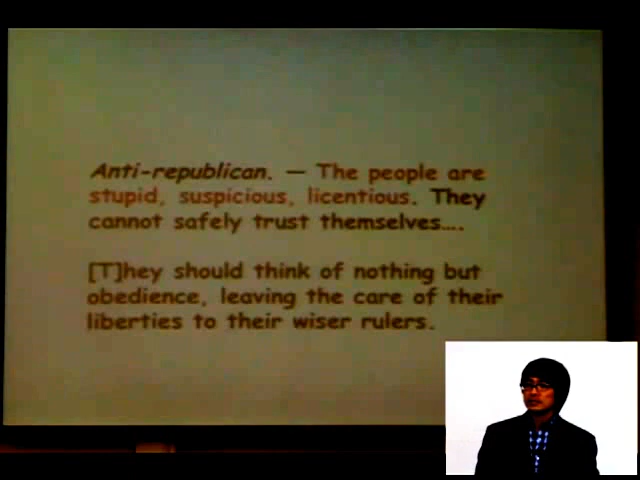 Anti-republican. — The people are
stupid, suspicious, licentious. They
cannot safely trust themselves....
[T]hey should think of nothing but
obedience, leaving the care of their
liberties to their wiser rulers.